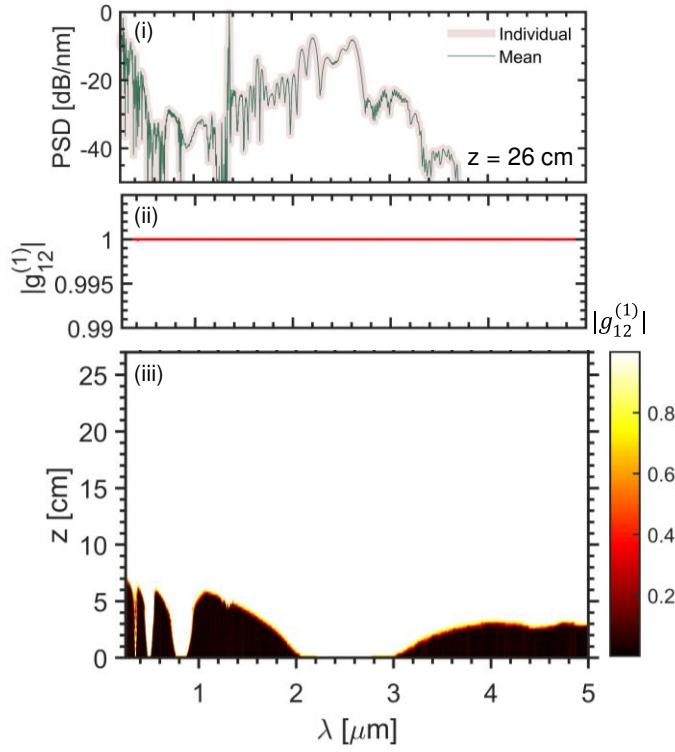 (i)
Individual
Mean
z = 26 cm
PSD [dB/nm]
0
-20
-40
(ii)
|g₁₂⁽¹⁾|
1
0.995
0.99
|g₁₂⁽¹⁾|
(iii)
z [cm]
25
20
15
10
5
0
0.8
0.6
0.4
0.2
1 2 3 4 5
λ [μm]